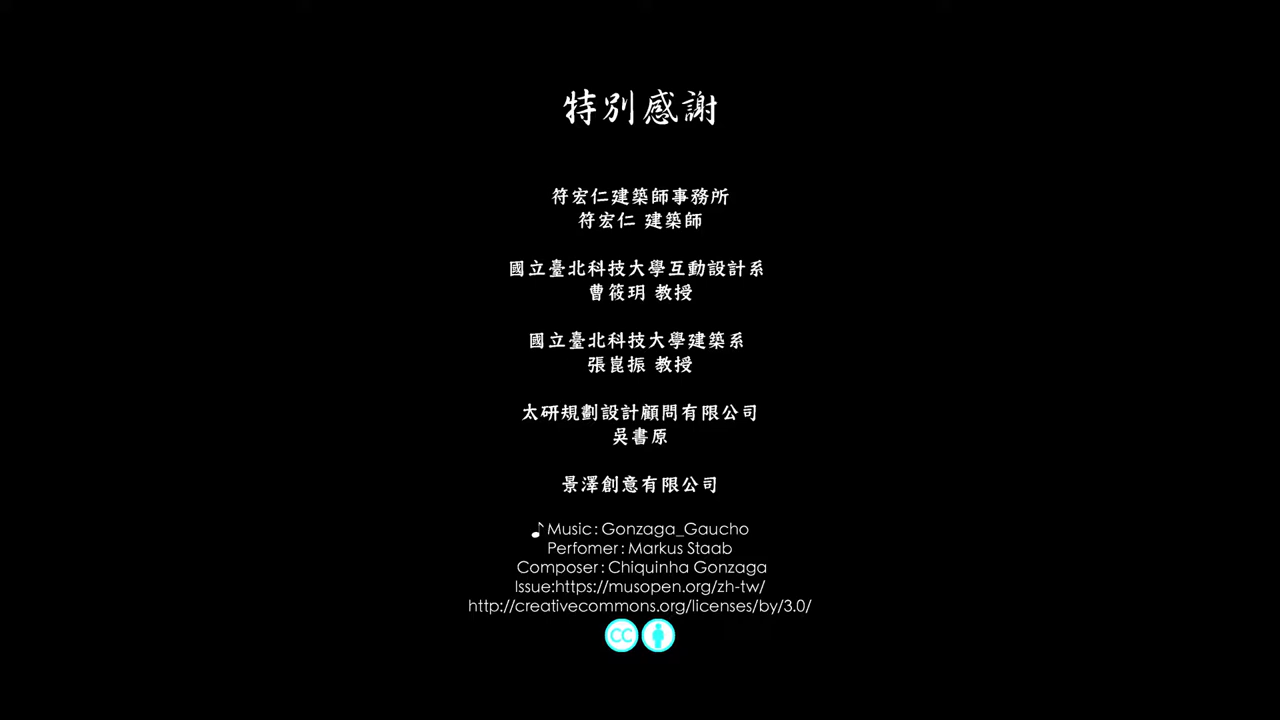 特別感謝
符宏仁建築師事務所
符宏仁 建築師
國立臺北科技大學互動設計系
曹筱玥 教授
國立臺北科技大學建築系
張崑振 教授
太研規劃設計顧問有限公司
吳書原
景澤創意有限公司
♪Music:Gonzaga_Gaucho
Perfomer:Markus Staab
Composer:Chiquinha Gonzaga
Issue:https://musopen.org/zh-tw/
http://creativecommons.org/licenses/by/3.0/
CC